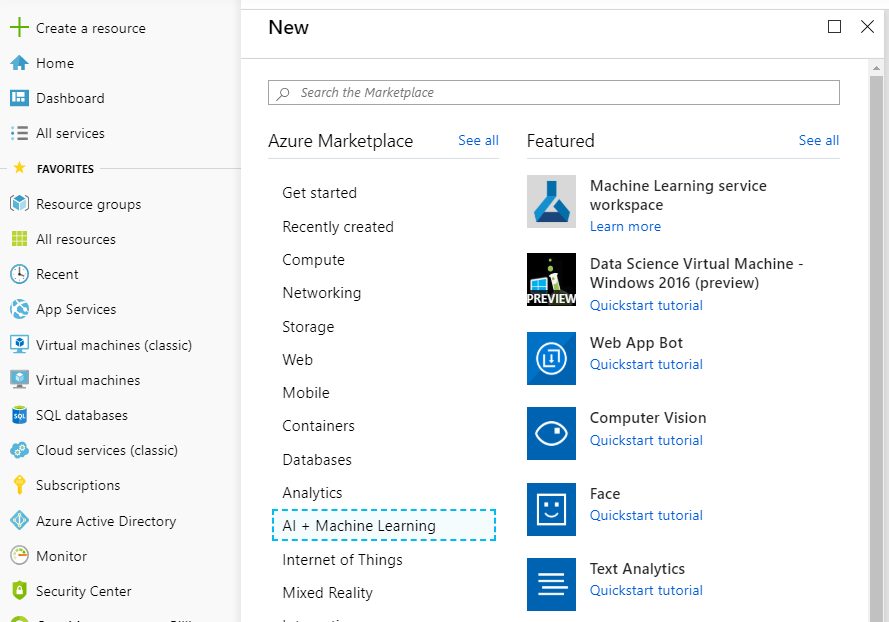 Create a resource
Home
Dashboard
All services
FAVORITES
Resource groups
All resources
Recent
App Services
Virtual machines (classic)
Virtual machines
SQL
SQL databases
Cloud services (classic)
Subscriptions
Azure Active Directory
Monitor
Security Center
New
Search the Marketplace
Azure Marketplace See all
Get started
Recently created
Compute
Networking
Storage
Web
Mobile
Containers
Databases
Analytics
AI + Machine Learning
Internet of Things
Mixed Reality
Featured See all
Machine Learning service
workspace
Learn more
PREVIEW
Data Science Virtual Machine -
Windows 2016 (preview)
Quickstart tutorial
Web App Bot
Quickstart tutorial
Computer Vision
Quickstart tutorial
Face
Quickstart tutorial
Text Analytics
Quickstart tutorial